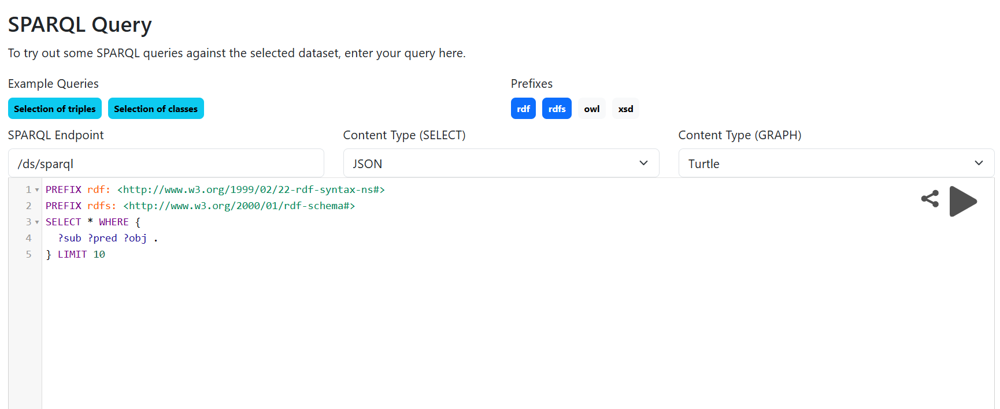 SPARQL Query
To try out some SPARQL queries against the selected dataset, enter your query here.
Example Queries
Prefixes
Selection of triples Selection of classes
rdf rdfs owl xsd
SPARQL Endpoint
Content Type (SELECT)
Content Type (GRAPH)
/ds/sparql
JSON
Turtle
1 PREFIX rdf: <http://www.w3.org/1999/02/22-rdf-syntax-ns#>
2 PREFIX rdfs: <http://www.w3.org/2000/01/rdf-schema#>
3 SELECT * WHERE {
4 ?sub ?pred ?obj .
5 } LIMIT 10